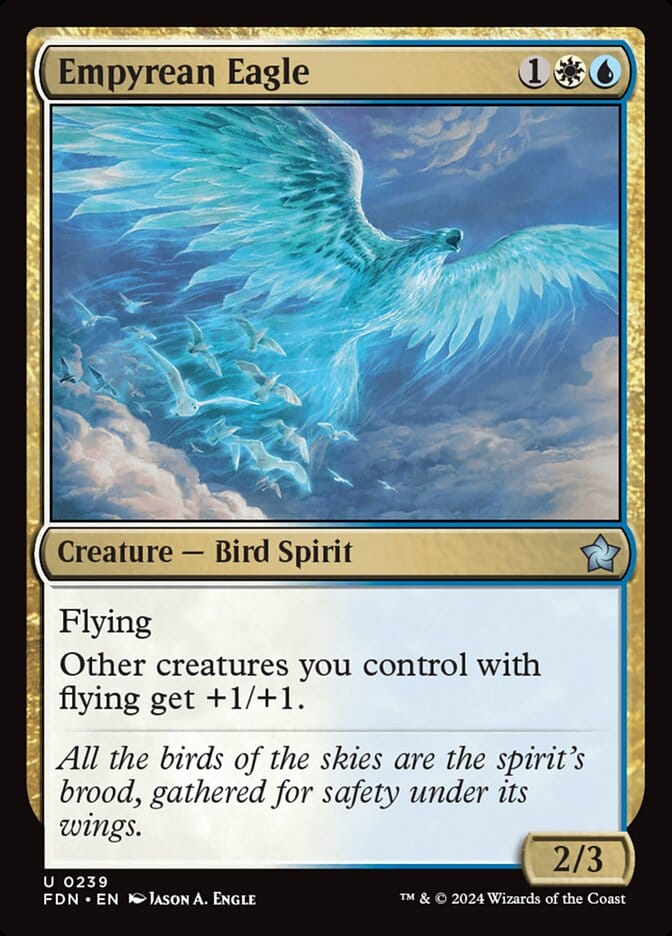 Empyrean Eagle 1
Creature — Bird Spirit
Flying
Other creatures you control with
flying get +1/+1.
All the birds of the skies are the spirit's
brood, gathered for safety under its
wings.
2/3
U 0239
FDN • EN Jason A. Engle
™ & © 2024 Wizards of the Coast